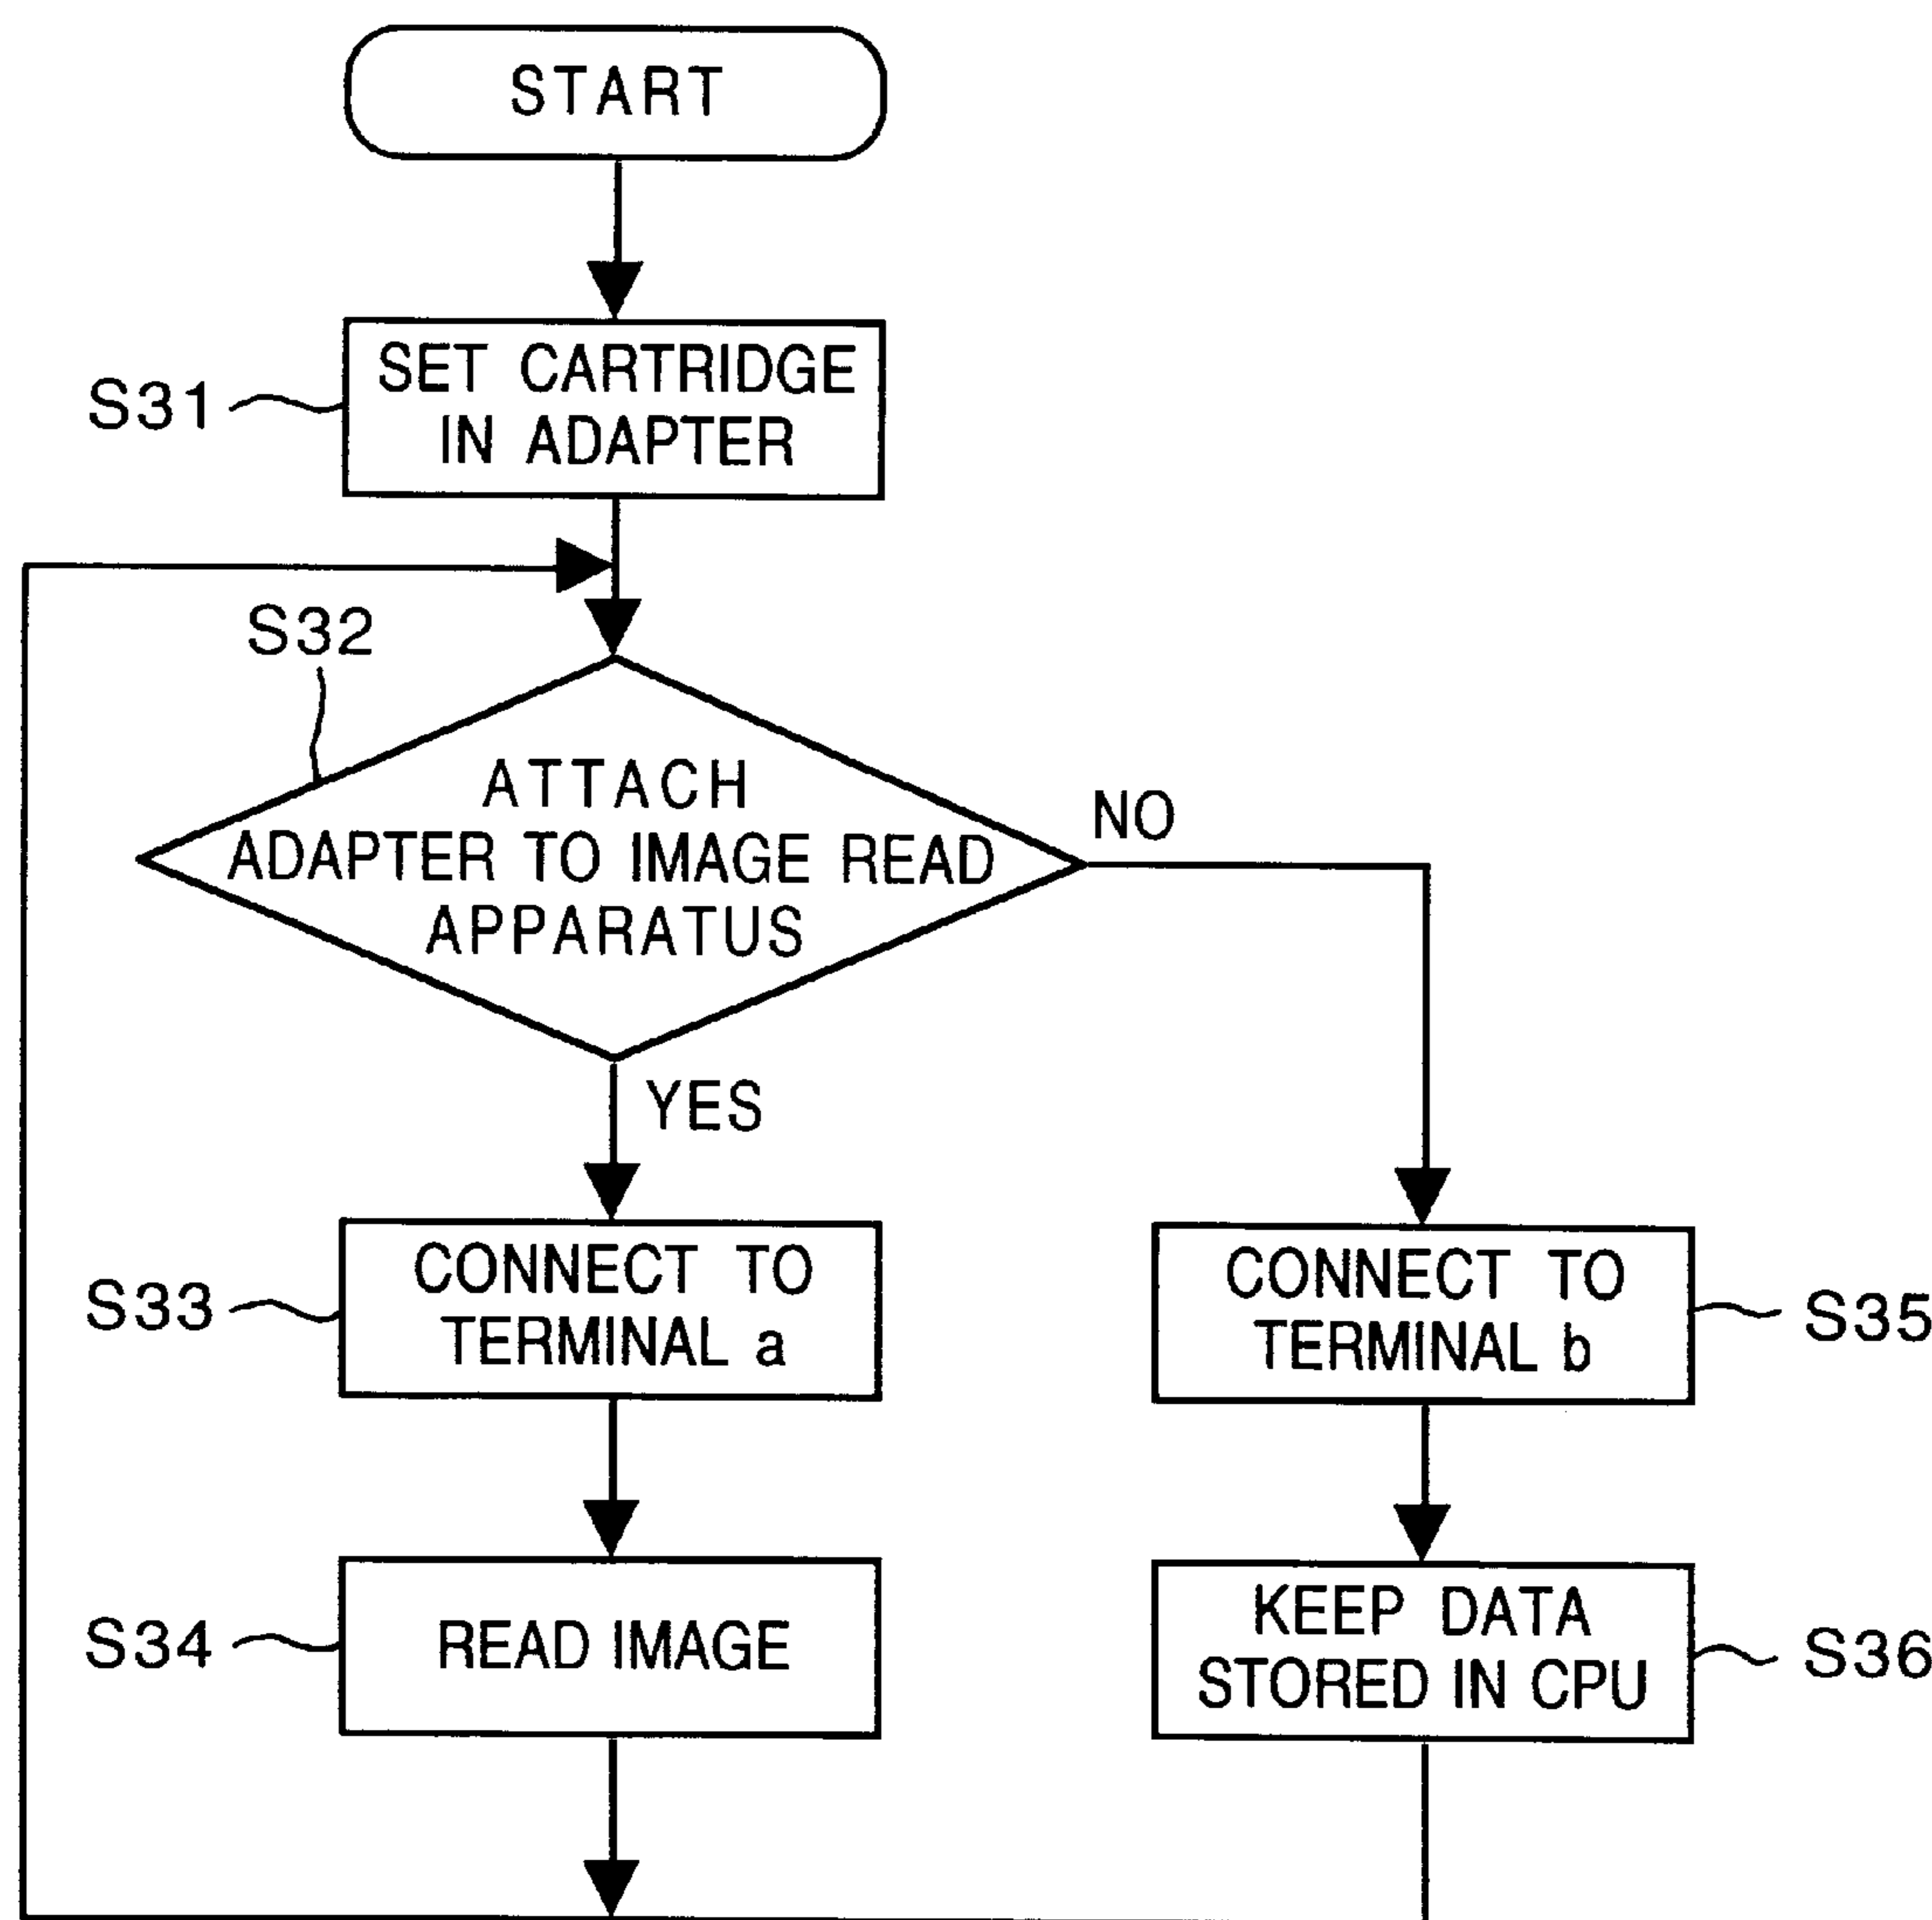 START
S31
SET CARTRIDGE
IN ADAPTER
S32
ATTACH
ADAPTER TO IMAGE READ
APPARATUS
NO
YES
S33
CONNECT TO
TERMINAL a
CONNECT TO
TERMINAL b
S35
S34
READ IMAGE
KEEP DATA
STORED IN CPU
S36